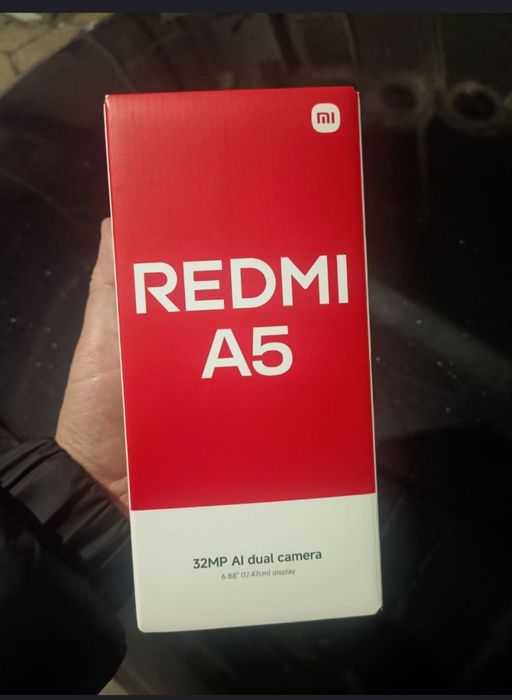 mi
REDMI
A5
32MP AI dual camera
6.88" (17.47cm) display